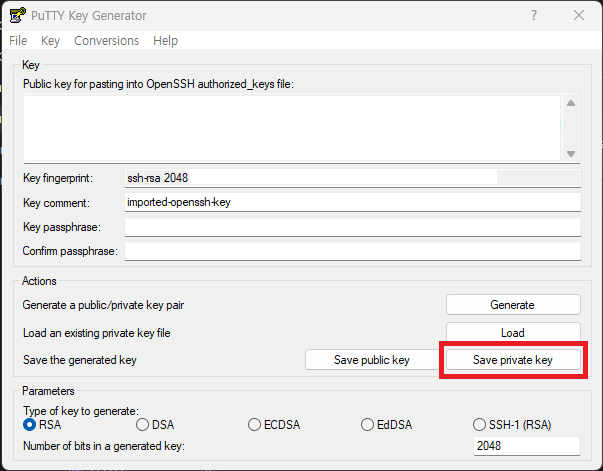 PuTTY Key Generator
File Key Conversions Help
Key
Public key for pasting into OpenSSH authorized_keys file:
Key fingerprint: ssh-rsa 2048
Key comment: imported-openssh-key
Key passphrase:
Confirm passphrase:
Actions
Generate a public/private key pair Generate
Load an existing private key file Load
Save the generated key Save public key Save private key
Parameters
Type of key to generate:
RSA DSA ECDSA EdDSA SSH-1 (RSA)
Number of bits in a generated key: 2048